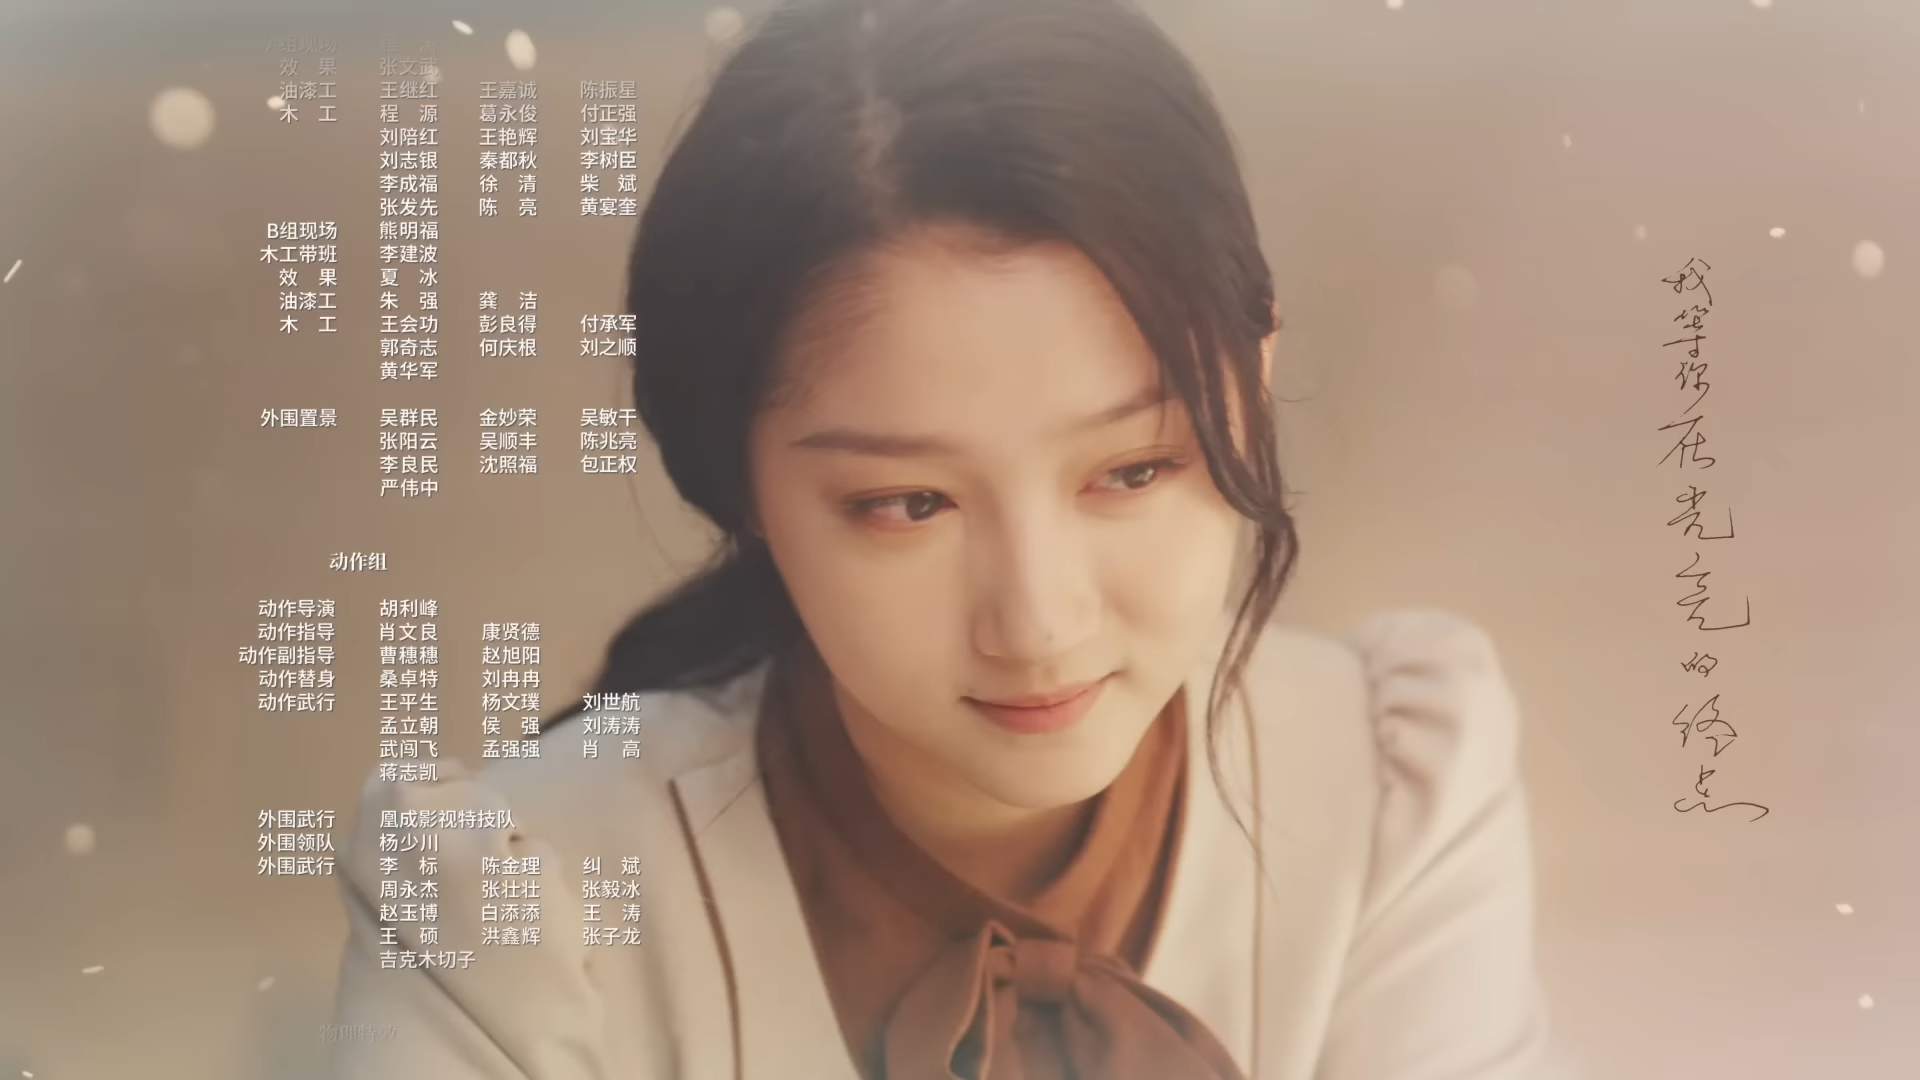 效 果 张文武
油漆工 王继红 王嘉诚 陈振星
木 工 程 源 葛永俊 付正强
刘陪红 王艳辉 刘宝华
刘志银 秦都秋 李树臣
李成福 徐 清 柴 斌
张发先 陈 亮 黄宴奎
B组现场 熊明福
木工带班 李建波
效 果 夏 冰
油漆工 朱 强 龚 洁
木 工 王会功 彭良得 付承军
郭奇志 何庆根 刘之顺
黄华军
外围置景 吴群民 金妙荣 吴敏干
张阳云 吴顺丰 陈兆亮
李良民 沈照福 包正权
严伟中
动作组
动作导演 胡利峰
动作指导 肖文良 康贤德
动作副指导 曹穗穗 赵旭阳
动作替身 桑卓特 刘冉冉
动作武行 王平生 杨文璞 刘世航
孟立朝 侯 强 刘涛涛
武闯飞 孟强强 肖 高
蒋志凯
外围武行 凰成影视特技队
外围领队 杨少川
外围武行 李 标 陈金理 纠 斌
周永杰 张壮壮 张毅冰
赵玉博 白添添 王 涛
王 硕 洪鑫辉 张子龙
吉克木切子
物理特效
我等你在光亮的终点